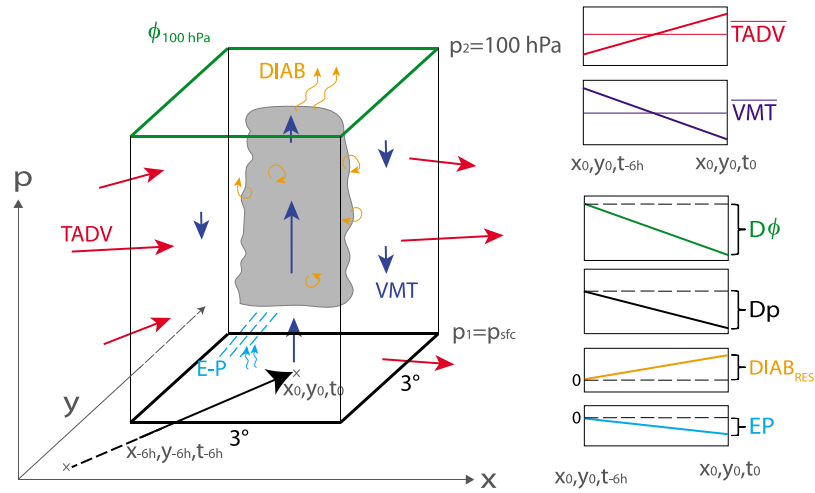 ϕ100 hPa
p2=100 hPa
DIAB
p
TADV
VMT
p1=psfc
E-P
x0,y0,t0
3°
y
3°
x-6h,y-6h,t-6h
x
TADV
VMT
x0,y0,t-6h x0,y0,t0
Dϕ
Dp
0
DIABRES
0
EP
x0,y0,t-6h x0,y0,t0